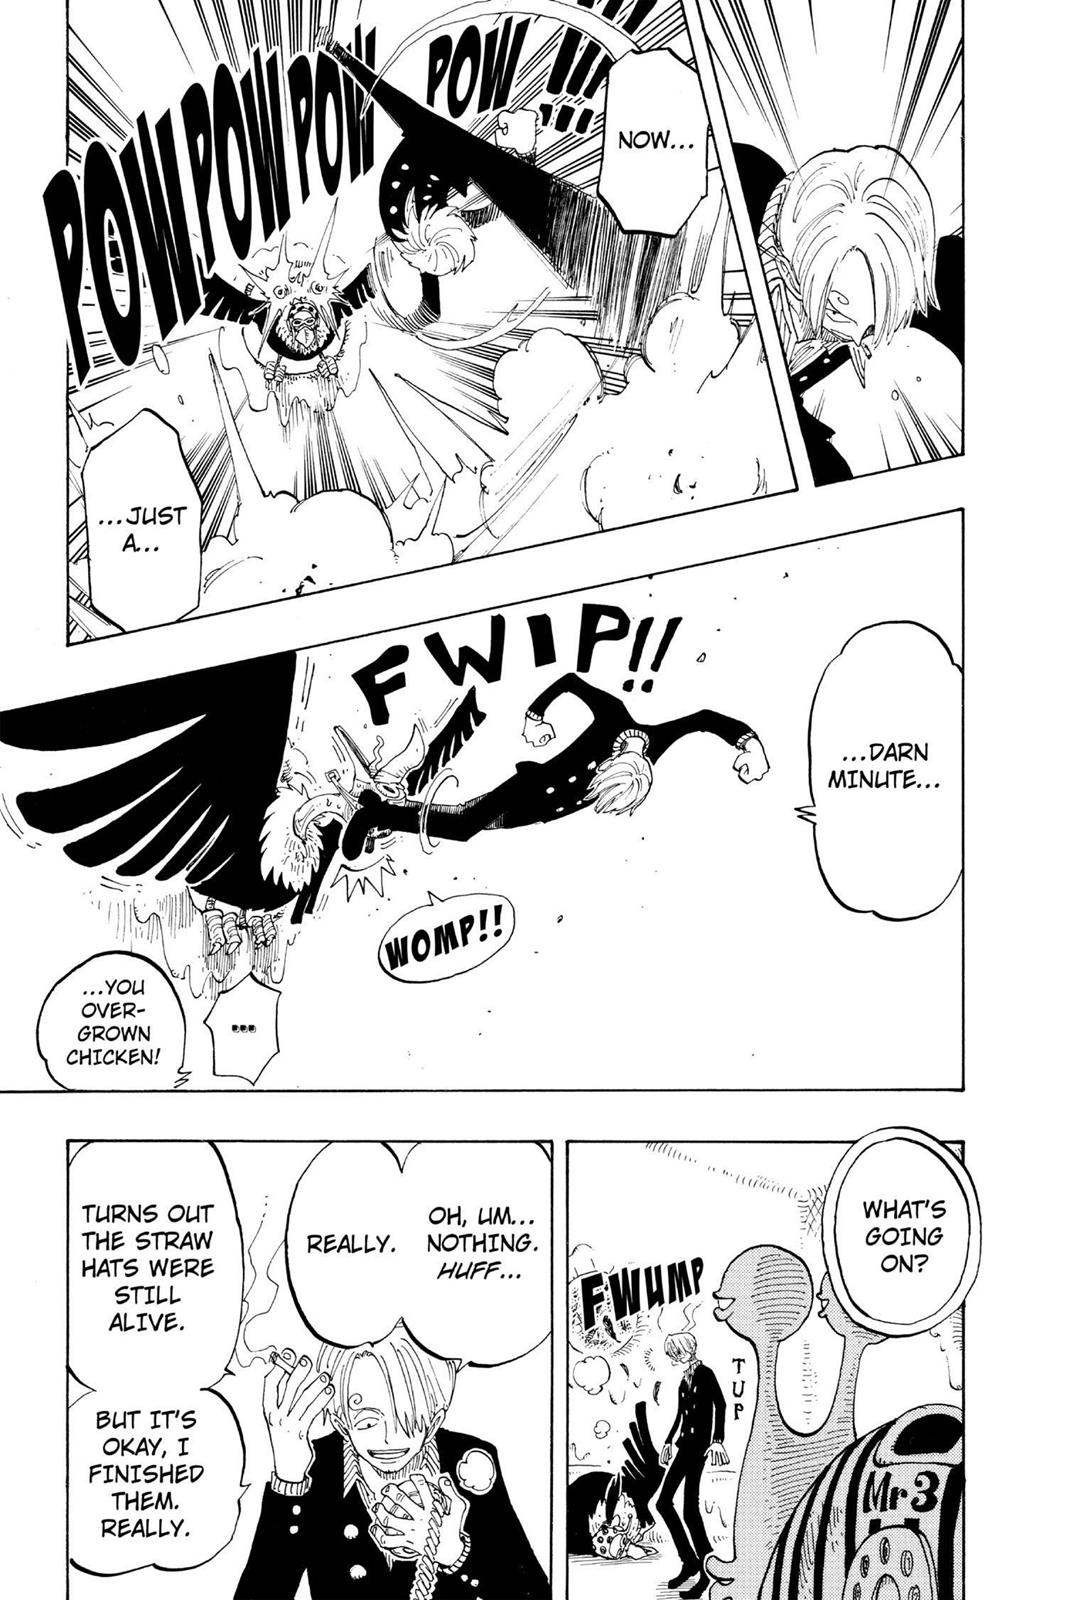 POW POW POW POW !!!!
NOW...
...JUST
A...
FWIP!!
...DARN
MINUTE...
WOMP!!
...
...YOU
OVER-
GROWN
CHICKEN!
WHAT'S
GOING
ON?
FWUMP
TUP
Mr 3
OH, UM...
NOTHING.
HUFF...
REALLY.
TURNS OUT
THE STRAW
HATS WERE
STILL
ALIVE.
BUT IT'S
OKAY, I
FINISHED
THEM.
REALLY.